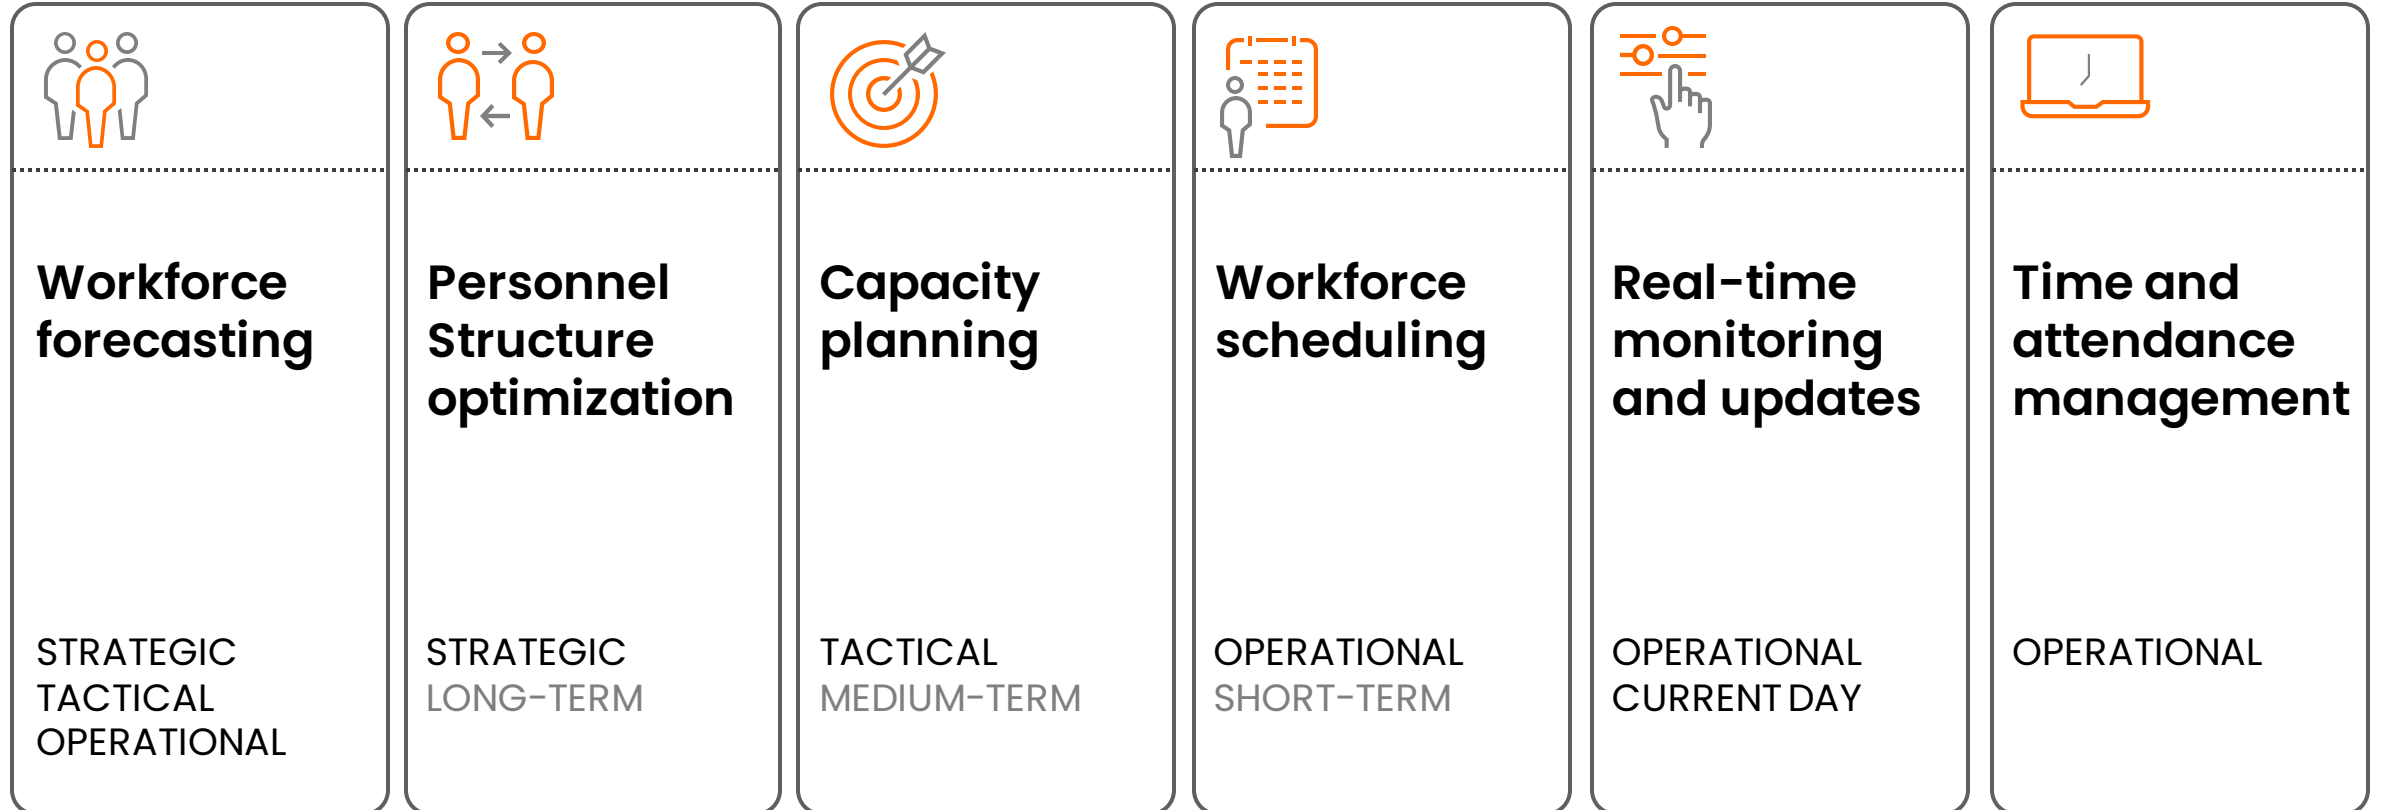 Workforce
forecasting
STRATEGIC
TACTICAL
OPERATIONAL
Personnel
Structure
optimization
STRATEGIC
LONG-TERM
Capacity
planning
TACTICAL
MEDIUM-TERM
Workforce
scheduling
OPERATIONAL
SHORT-TERM
Real-time
monitoring
and updates
OPERATIONAL
CURRENT DAY
Time and
attendance
management
OPERATIONAL